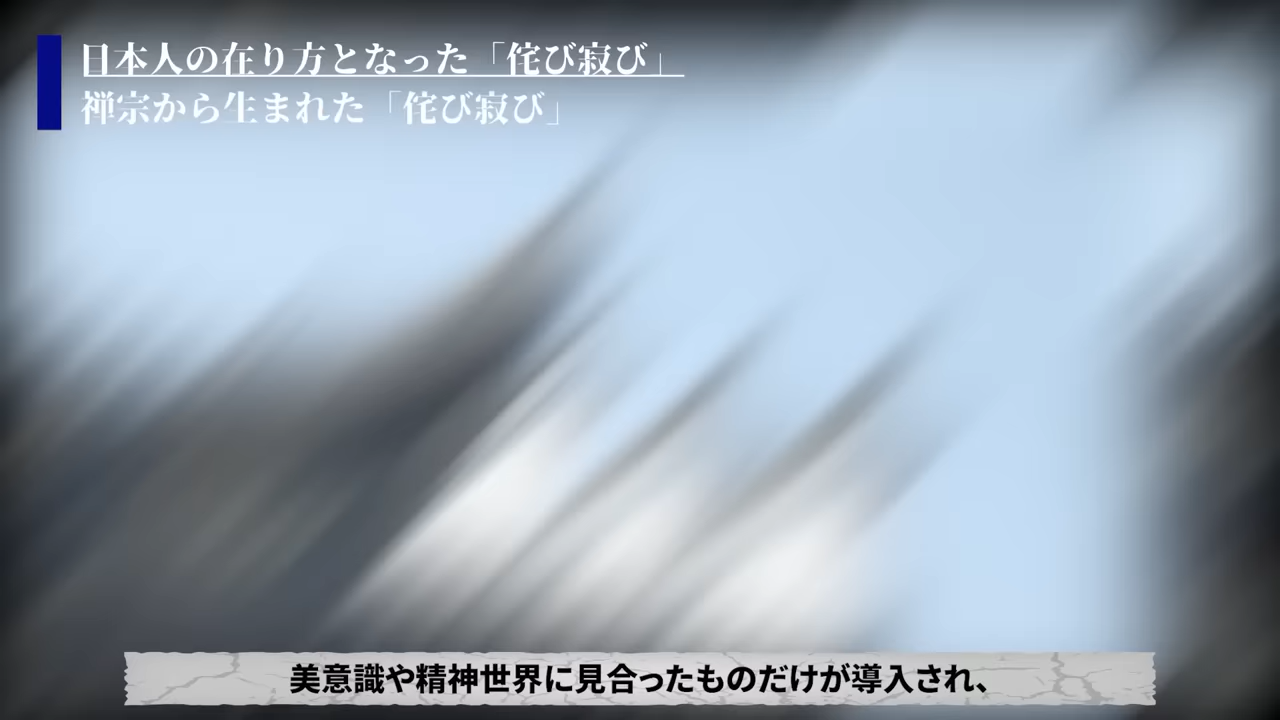 日本人の在り方となった「侘び寂び」
禅宗から生まれた「侘び寂び」
美意識や精神世界に見合ったものだけが導入され、